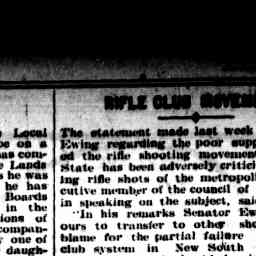 RIFLE CLUB MOVEM
Local
on a
com-
Lands
s he was
he has
Boards
in the
ions of
compan-
y one of
daugh-
The statement made last week
Ewing regarding the poor supp
ed the rifle shooting movement
State has been adversely critici
ing rifle shots of the metropoli
cutive member of the council of
in speaking on the subject, sai
"In his remarks Senator Ew
ours to transfer to other sho
blame for the partial failure
club system in New South